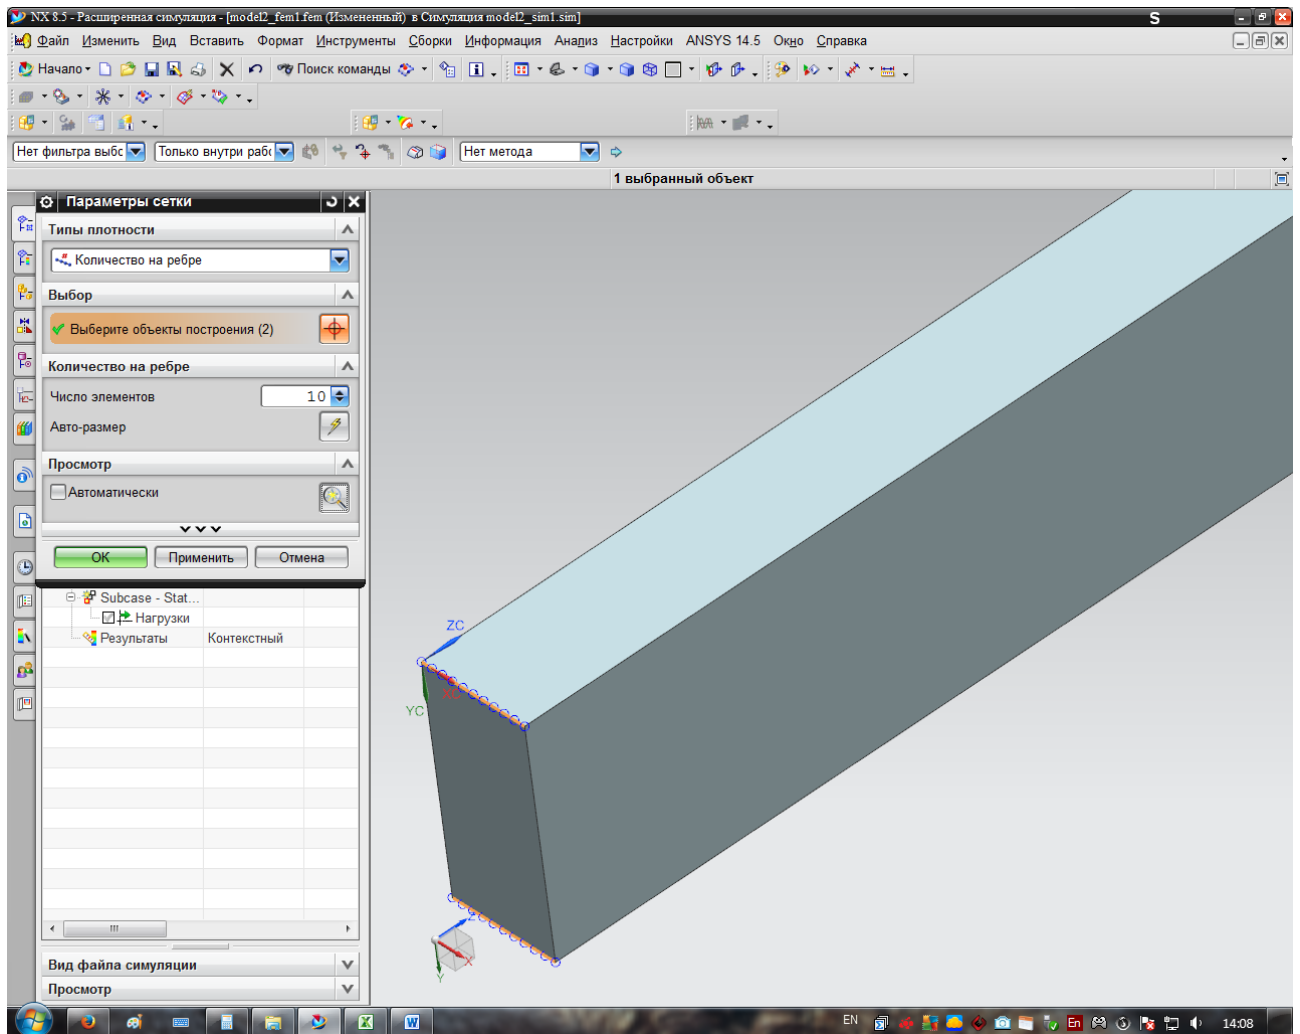 NX 8.5 - Расширенная симуляция - [model2_fem1.fem (Измененный) в Симуляция model2_sim1.sim]
S
Файл Изменить Вид Вставить Формат Инструменты Сборки Информация Анализ Настройки ANSYS 14.5 Окно Справка
Начало Поиск команды
Нет фильтра выбс Только внутри рабс Нет метода
1 выбранный объект
Параметры сетки
Типы плотности
Количество на ребре
Выбор
Выберите объекты построения (2)
Количество на ребре
Число элементов 10
Авто-размер
Просмотр
Автоматически
ОК Применить Отмена
Subcase - Stat...
Нагрузки
Результаты Контекстный
ZC
XC
YC
Z
X
Y
Вид файла симуляции
Просмотр
EN En 14:08